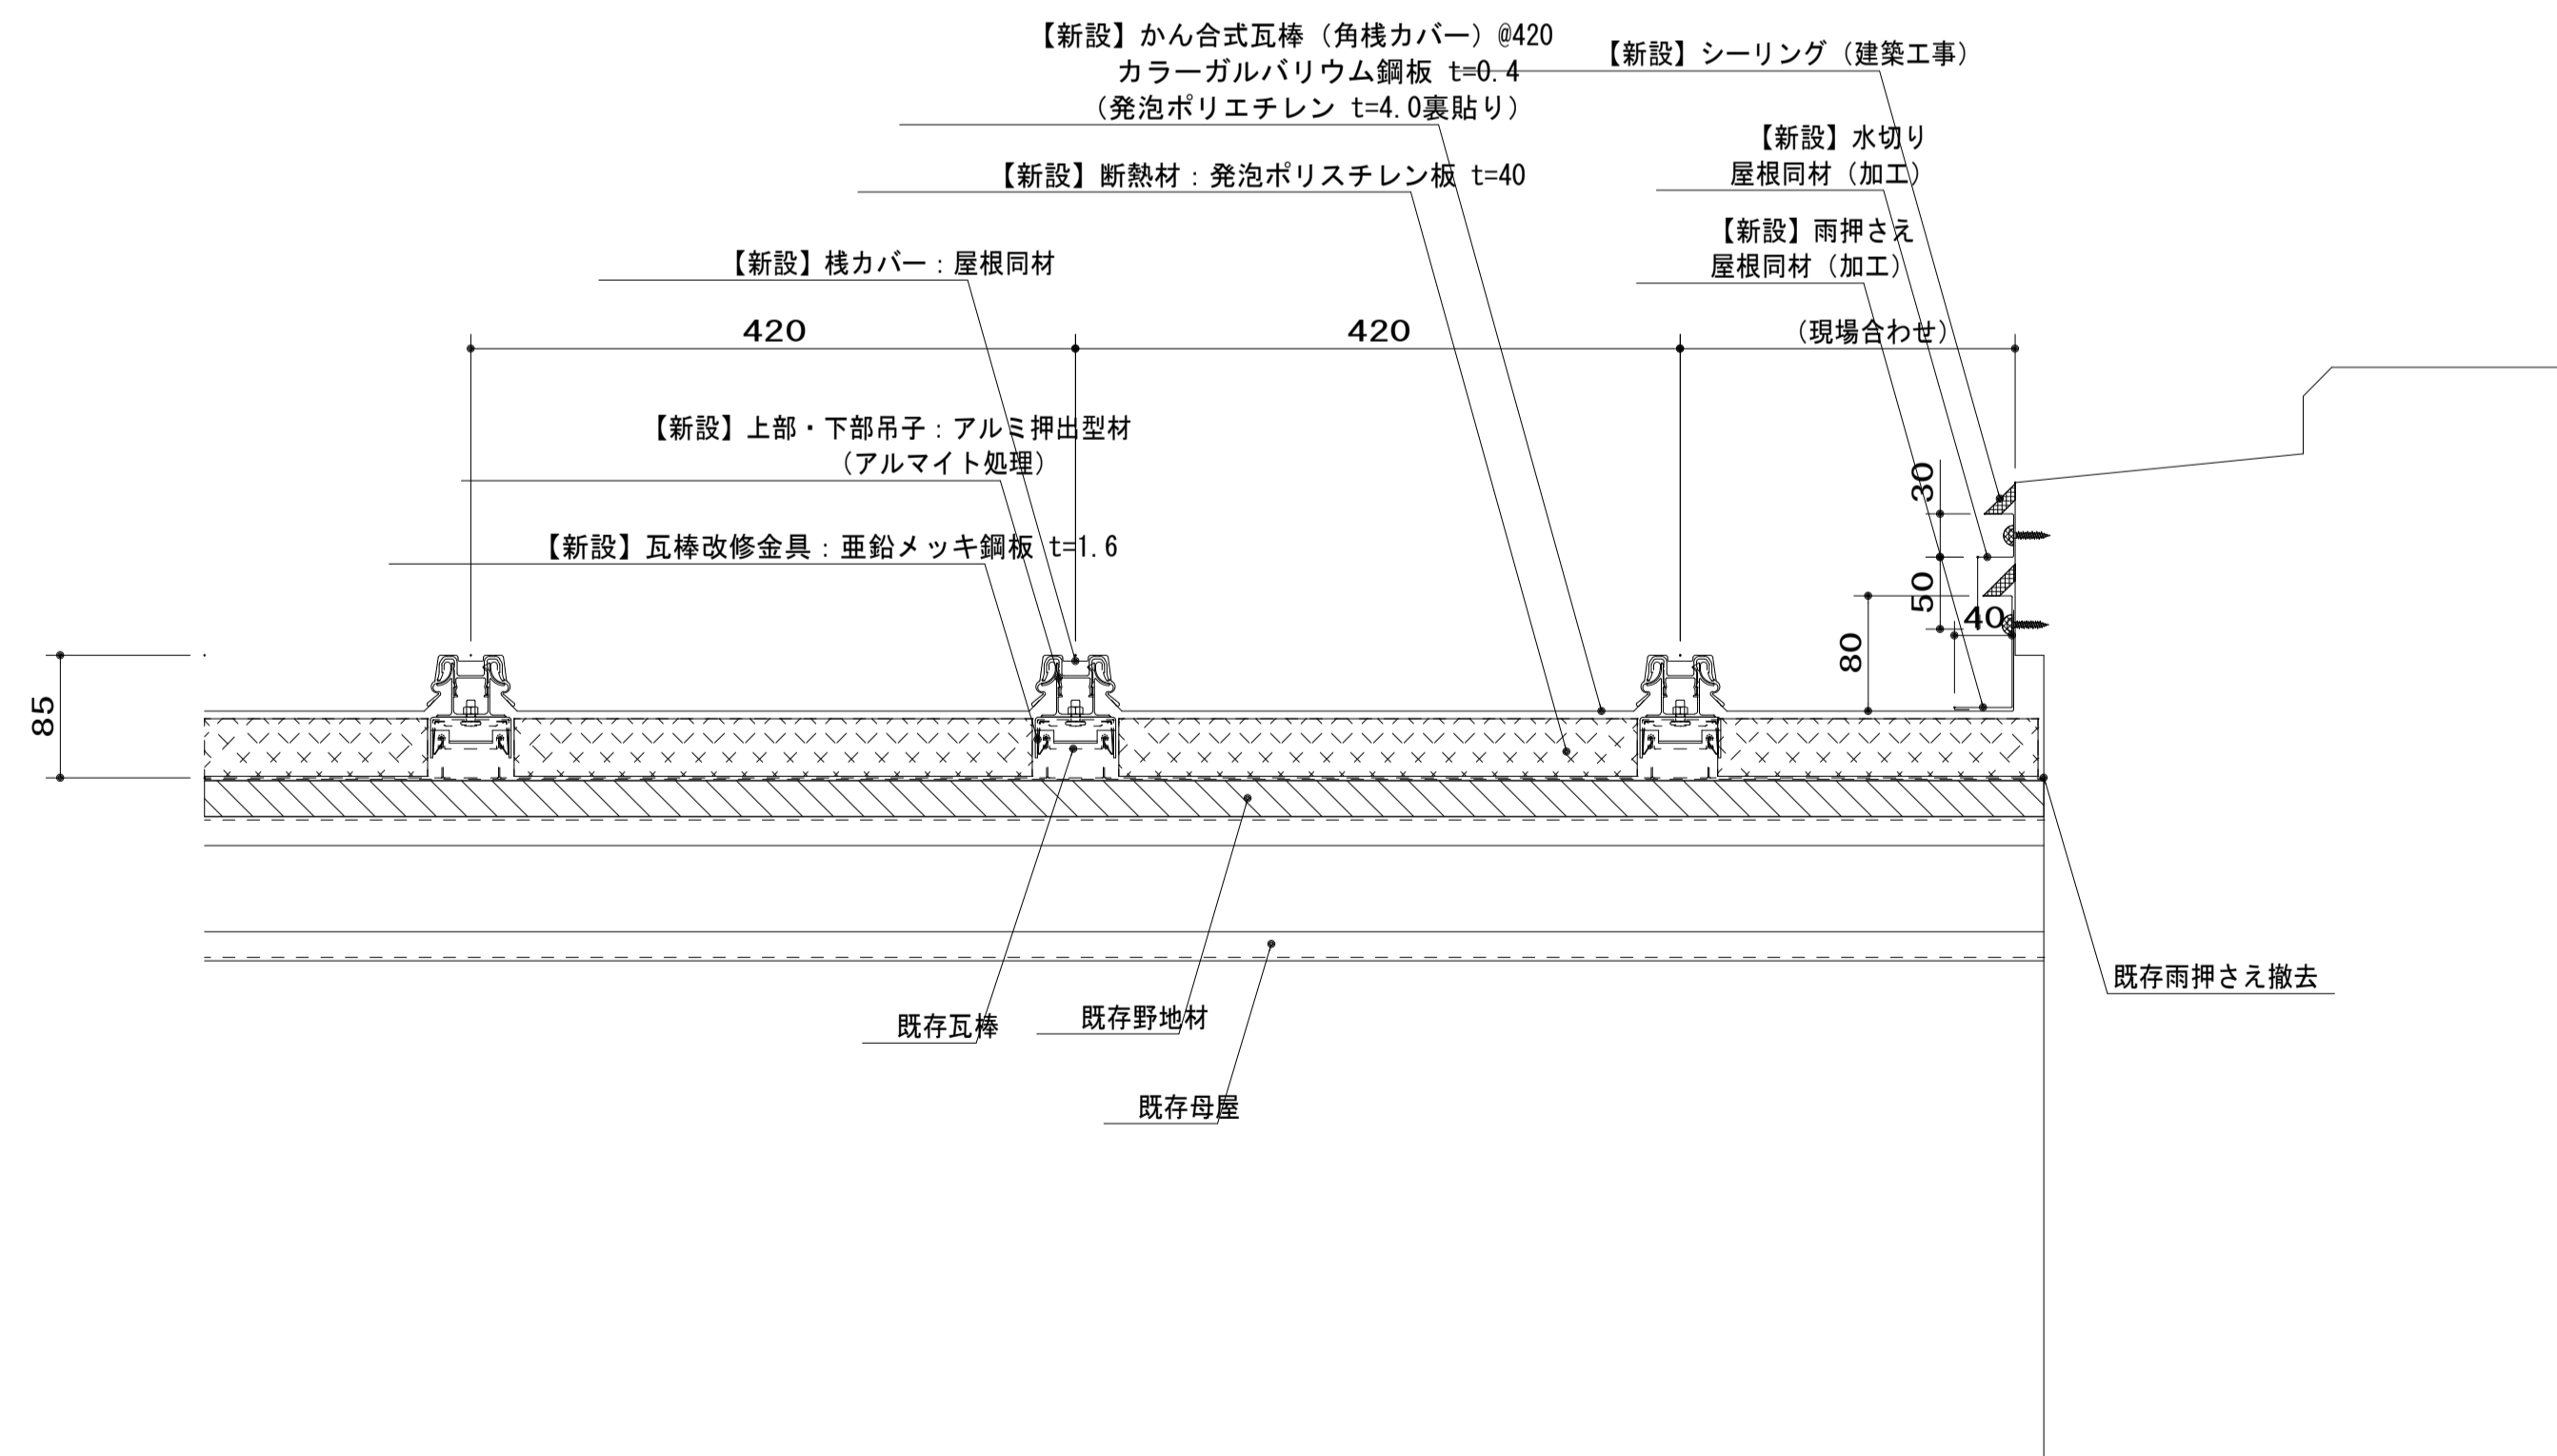 【新設】かん合式瓦棒（角桟カバー）@420
カラーガルバリウム鋼板 t=0.4
（発泡ポリエチレン t=4.0裏貼り）
【新設】シーリング（建築工事）
【新設】水切り
屋根同材（加工）
【新設】断熱材：発泡ポリスチレン板 t=40
【新設】雨押さえ
屋根同材（加工）
【新設】桟カバー：屋根同材
420
420
（現場合わせ）
【新設】上部・下部吊子：アルミ押出型材
（アルマイト処理）
30
【新設】瓦棒改修金具：亜鉛メッキ鋼板 t=1.6
50
40
80
85
既存雨押さえ撤去
既存瓦棒
既存野地材
既存母屋